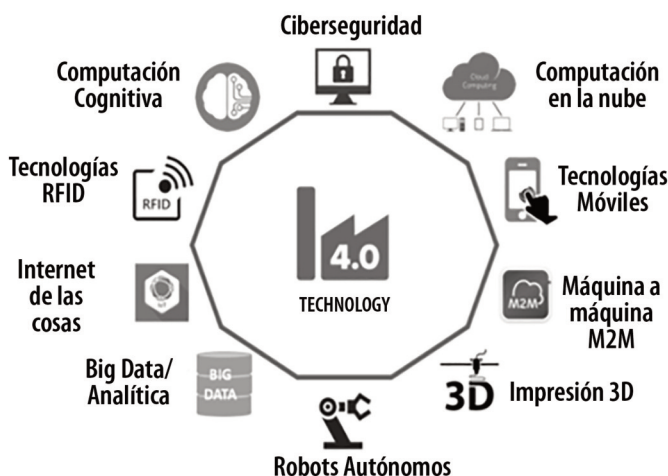 Ciberseguridad
Computación
Cognitiva
Cloud
Computing
Computación
en la nube
Tecnologías
RFID
RFID
Tecnologías
Móviles
4.0
TECHNOLOGY
Internet
de las
cosas
IoT
M2M
Máquina a
máquina
M2M
Big Data/
Analítica
BIG
DATA
3D
Impresión 3D
Robots Autónomos